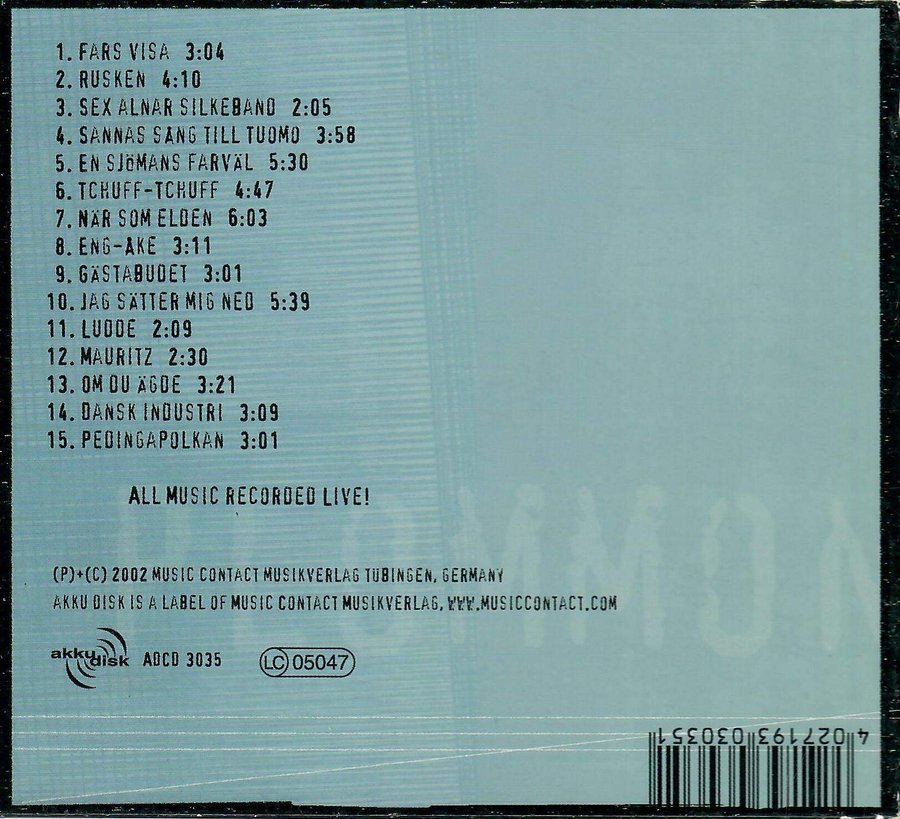 1. FARS VISA 3:04
2. RUSKEN 4:10
3. SEX ALNAR SILKEBAND 2:05
4. SANNAS SÅNG TILL TUOMO 3:58
5. EN SJÖMANS FARVÄL 5:30
6. TCHUFF-TCHUFF 4:47
7. NÄR SOM ELDEN 6:03
8. ENG-ÅKE 3:11
9. GÄSTABUDET 3:01
10. JAG SÄTTER MIG NED 5:39
11. LUDDE 2:09
12. MAURITZ 2:30
13. OM DU ÄGDE 3:21
14. DANSK INDUSTRI 3:09
15. PEDINGAPOLKAN 3:01
ALL MUSIC RECORDED LIVE!
(P)+(C) 2002 MUSIC CONTACT MUSIKVERLAG TÜBINGEN, GERMANY
AKKU DISK IS A LABEL OF MUSIC CONTACT MUSIKVERLAG, WWW.MUSICCONTACT.COM
akku disk ADCD 3035 LC 05047
4 027193 030351